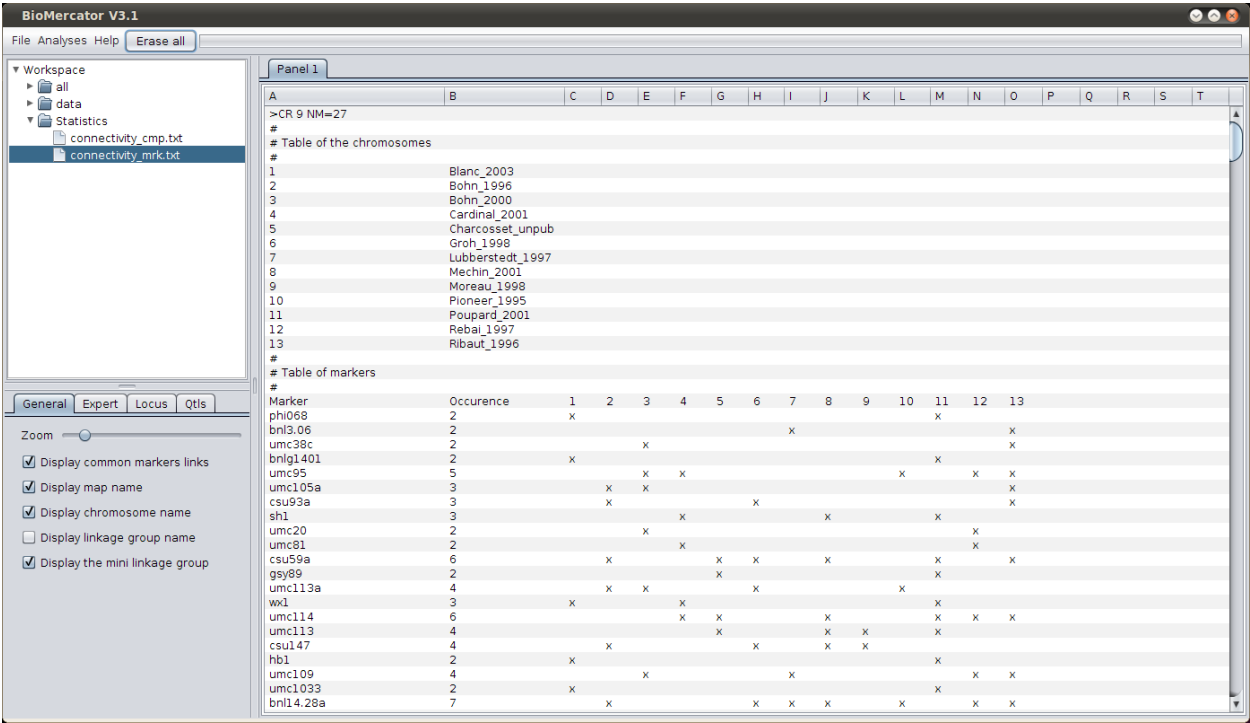 BioMercator V3.1
File Analyses Help Erase all
Workspace
all
data
Statistics
connectivity_cmp.txt
connectivity_mrk.txt
General Expert Locus Qtls
Zoom
Display common markers links
Display map name
Display chromosome name
Display linkage group name
Display the mini linkage group
Panel 1
A B C D E F G H I J K L M N O P Q R S T
>CR 9 NM=27
#
# Table of the chromosomes
#
1 Blanc_2003
2 Bohn_1996
3 Bohn_2000
4 Cardinal_2001
5 Charcosset_unpub
6 Groh_1998
7 Lubberstedt_1997
8 Mechin_2001
9 Moreau_1998
10 Pioneer_1995
11 Poupard_2001
12 Rebai_1997
13 Ribaut_1996
#
# Table of markers
#
Marker Occurence 1 2 3 4 5 6 7 8 9 10 11 12 13
phi068 2 x x
bnl3.06 2 x x
umc38c 2 x x
bnlg1401 2 x x
umc95 5 x x x x x
umc105a 3 x x x
csu93a 3 x x x
sh1 3 x x x
umc20 2 x x
umc81 2 x x
csu59a 6 x x x x x x
gsy89 2 x x
umc113a 4 x x x x
wx1 3 x x x
umc114 6 x x x x x x
umc113 4 x x x x
csu147 4 x x x x
hb1 2 x x
umc109 4 x x x x
umc1033 2 x x
bnl14.28a 7 x x x x x x x